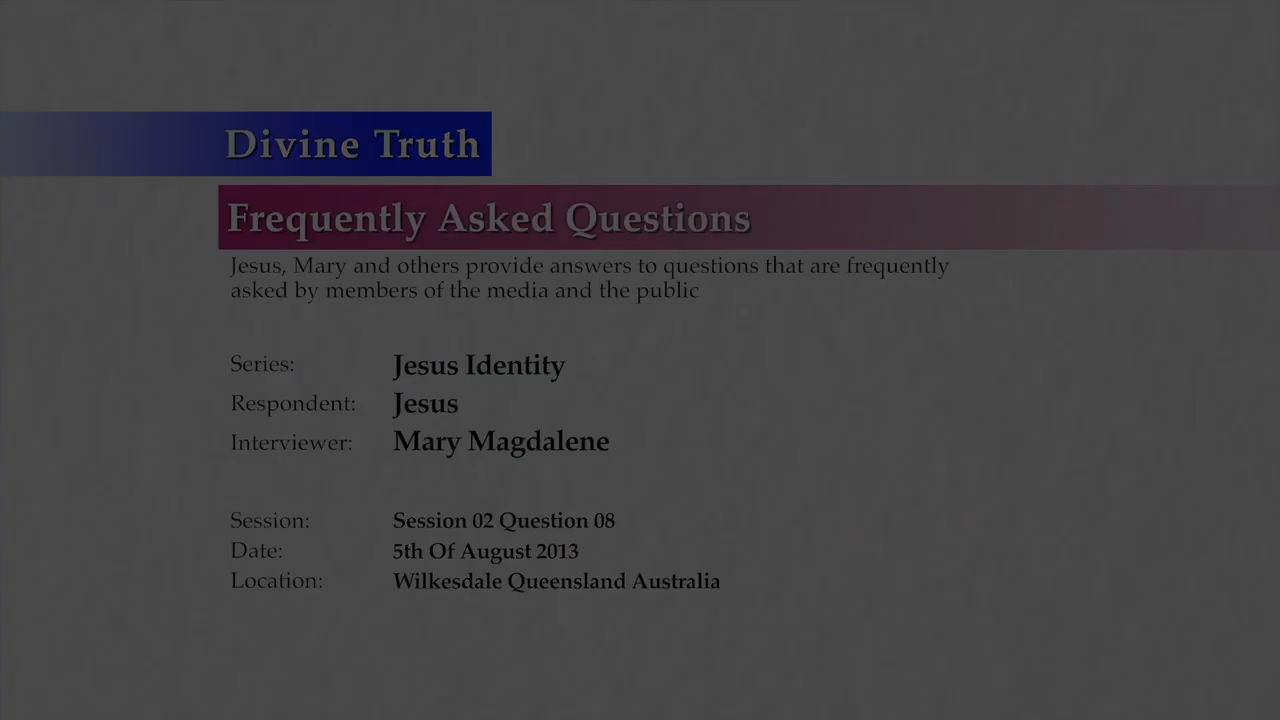 Divine Truth
Frequently Asked Questions
Jesus, Mary and others provide answers to questions that are frequently
asked by members of the media and the public
Series: Jesus Identity
Respondent: Jesus
Interviewer: Mary Magdalene
Session: Session 02 Question 08
Date: 5th Of August 2013
Location: Wilkesdale Queensland Australia